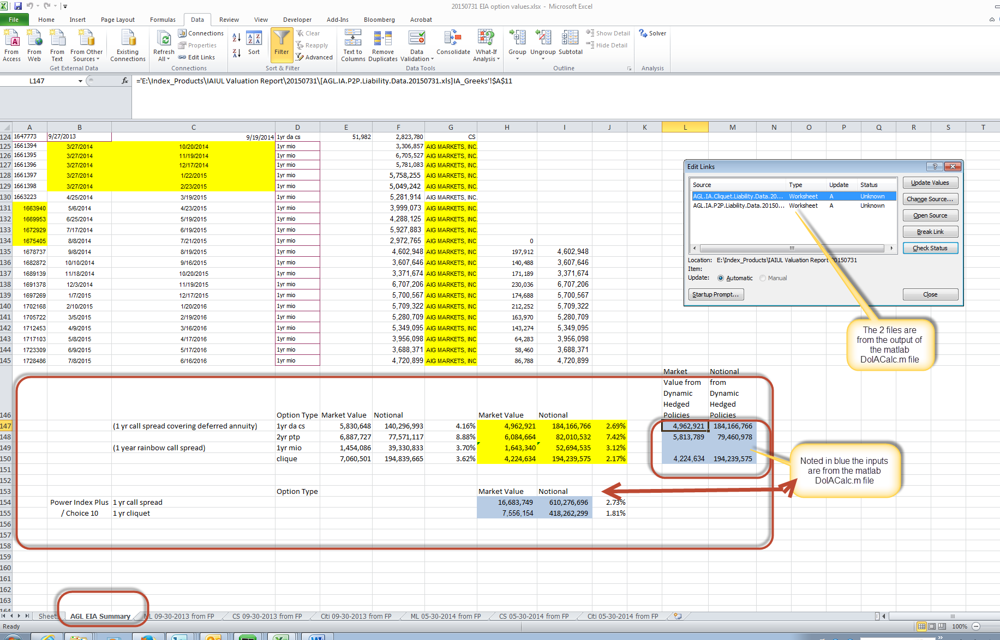 20150731 EIA option values.xlsx - Microsoft Excel
File Home Insert Page Layout Formulas Data Review View Developer Add-Ins Bloomberg Acrobat
From Access
From Web
From Text
From Other Sources
Existing Connections
Get External Data
Refresh All
Connections
Properties
Edit Links
Connections
Sort
Filter
Clear
Reapply
Advanced
Sort & Filter
Text to Columns
Remove Duplicates
Data Validation
Consolidate
What-If Analysis
Data Tools
Group
Ungroup
Subtotal
Show Detail
Hide Detail
Outline
Solver
Analysis
L147 fx ='E:\Index_Products\IAIUL Valuation Report\20150731\[AGL.IA.P2P.Liability.Data.20150731.xls]IA_Greeks'!$A$11
A B C D E F G H I J K L M N O P Q R S T
124 1647773 9/27/2013 9/19/2014 1yr da cs 51,982 2,823,780 CS
125 1661394 3/27/2014 10/20/2014 1yr mio 3,306,857 AIG MARKETS, INC.
126 1661395 3/27/2014 11/19/2014 1yr mio 6,705,527 AIG MARKETS, INC.
127 1661396 3/27/2014 12/17/2014 1yr mio 5,781,083 AIG MARKETS, INC.
128 1661397 3/27/2014 1/22/2015 1yr mio 5,758,255 AIG MARKETS, INC.
129 1661398 3/27/2014 2/23/2015 1yr mio 5,049,242 AIG MARKETS, INC.
130 1663223 4/25/2014 3/19/2015 1yr mio 5,281,914 AIG MARKETS, INC.
131 1663940 5/6/2014 4/23/2015 1yr mio 3,999,073 AIG MARKETS, INC.
132 1669953 6/25/2014 5/19/2015 1yr mio 4,288,125 AIG MARKETS, INC.
133 1672929 7/17/2014 6/19/2015 1yr mio 5,927,883 AIG MARKETS, INC
134 1675405 8/8/2014 7/21/2015 1yr mio 2,972,765 AIG MARKETS, INC 0
135 1678737 9/8/2014 8/19/2015 1yr mio 4,602,948 AIG MARKETS, INC 197,912 4,602,948
136 1682872 10/10/2014 9/16/2015 1yr mio 3,607,646 AIG MARKETS, INC 140,488 3,607,646
137 1689139 11/18/2014 10/20/2015 1yr mio 3,371,674 AIG MARKETS, INC 171,189 3,371,674
138 1691378 12/3/2014 11/19/2015 1yr mio 6,707,206 AIG MARKETS, INC 230,036 6,707,206
139 1697269 1/7/2015 12/17/2015 1yr mio 5,700,567 AIG MARKETS, INC 174,688 5,700,567
140 1702168 2/10/2015 1/20/2016 1yr mio 5,709,322 AIG MARKETS, INC 212,252 5,709,322
141 1705722 3/5/2015 2/19/2016 1yr mio 5,280,709 AIG MARKETS, INC 163,970 5,280,709
142 1712453 4/9/2015 3/16/2016 1yr mio 5,349,095 AIG MARKETS, INC 143,274 5,349,095
143 1717103 5/8/2015 4/17/2016 1yr mio 3,956,098 AIG MARKETS, INC 64,283 3,956,098
144 1723309 6/9/2015 5/17/2016 1yr mio 3,688,371 AIG MARKETS, INC 58,460 3,688,371
145 1728486 7/8/2015 6/16/2016 1yr mio 4,720,899 AIG MARKETS, INC 86,788 4,720,899
Edit Links
Source Type Update Status
AGL.IA.Cliquet.Liability.Data.20... Worksheet A Unknown
AGL.IA.P2P.Liability.Data.20150... Worksheet A Unknown
Update Values
Change Source...
Open Source
Break Link
Check Status
Location: E:\Index_Products\IAIUL Valuation Report\20150731
Item:
Update: Automatic Manual
Startup Prompt... Close
The 2 files are
from the output of
the matlab
DoIACalc.m file
Market Notional
Value from from
Dynamic Dynamic
Hedged Hedged
146 Option Type Market Value Notional Market Value Notional Policies Policies
147 (1 yr call spread covering deferred annuity) 1yr da cs 5,830,648 140,296,993 4.16% 4,962,921 184,166,766 2.69% 4,962,921 184,166,766
148 2yr ptp 6,887,727 77,571,117 8.88% 6,084,664 82,010,532 7.42% 5,813,789 79,460,978
149 (1 year rainbow call spread) 1yr mio 1,454,086 39,330,833 3.70% 1,643,340 52,694,535 3.12%
150 clique 7,060,501 194,839,665 3.62% 4,224,634 194,239,575 2.17% 4,224,634 194,239,575
151
152
Noted in blue the inputs
are from the matlab
DoIACalc.m file
153 Option Type Market Value Notional
154 Power Index Plus 1 yr call spread 16,683,749 610,276,696 2.73%
155 / Choice 10 1 yr cliquet 7,556,154 418,262,299 1.81%
156
157
158
159
160
161
162
163
164
Sheet AGL EIA Summary ML 09-30-2013 from FP CS 09-30-2013 from FP Citi 09-30-2013 from FP ML 05-30-2014 from FP CS 05-30-2014 from FP Citi 05-30-2014 from FP
Ready 100%